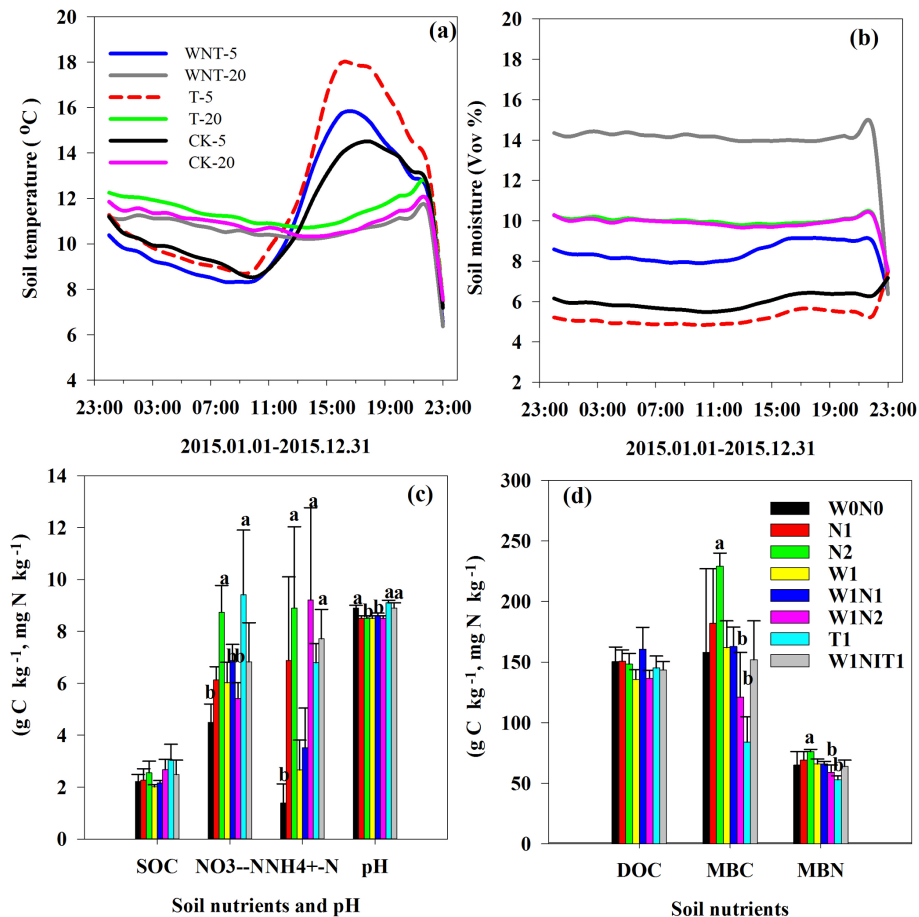 (a)
20
18
16
14
12
10
8
6
4
Soil temperature ( ⁰C)
WNT-5
WNT-20
T-5
T-20
CK-5
CK-20
23:00 03:00 07:00 11:00 15:00 19:00 23:00
2015.01.01-2015.12.31
(b)
20
18
16
14
12
10
8
6
4
2
Soil moisture (Vov %)
23:00 03:00 07:00 11:00 15:00 19:00 23:00
2015.01.01-2015.12.31
(c)
14
12
10
8
6
4
2
0
(g C kg⁻¹, mg N kg⁻¹)
a a a
a a
a a a
b b
b b b
b
SOC NO3--N NH4+-N pH
Soil nutrients and pH
(d)
300
250
200
150
100
50
0
(g C kg⁻¹, mg N kg⁻¹)
W0N0
N1
N2
W1
W1N1
W1N2
T1
W1NIT1
a
b
b
a
b
b
DOC MBC MBN
Soil nutrients